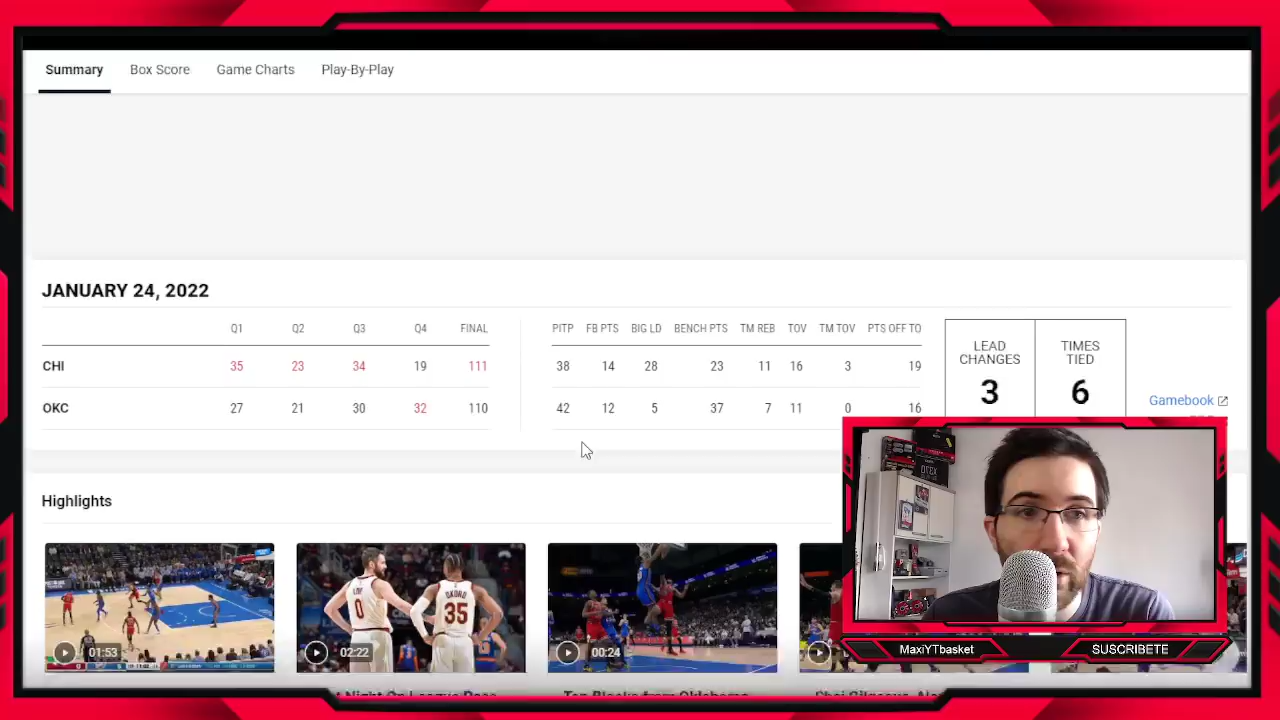 Summary Box Score Game Charts Play-By-Play
JANUARY 24, 2022
Q1 Q2 Q3 Q4 FINAL PITP FB PTS BIG LD BENCH PTS TM REB TOV TM TOV PTS OFF TO
CHI 35 23 34 19 111 38 14 28 23 11 16 3 19
OKC 27 21 30 32 110 42 12 5 37 7 11 0 16
LEAD
CHANGES
3
TIMES
TIED
6
Gamebook
Highlights
01:53
0
OKORO
35
02:22
00:24
MaxiYTbasket
SUSCRIBETE